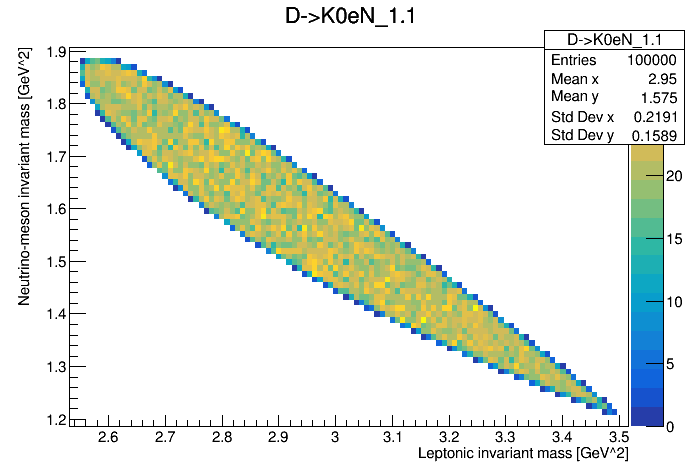 D->K0eN_1.1
D->K0eN_1.1
Entries 100000
Mean x 2.95
Mean y 1.575
Std Dev x 0.2191
Std Dev y 0.1589
Neutrino-meson invariant mass [GeV^2]
1.9
1.8
1.7
1.6
1.5
1.4
1.3
1.2
20
15
10
5
0
2.6 2.7 2.8 2.9 3 3.1 3.2 3.3 3.4 3.5
Leptonic invariant mass [GeV^2]